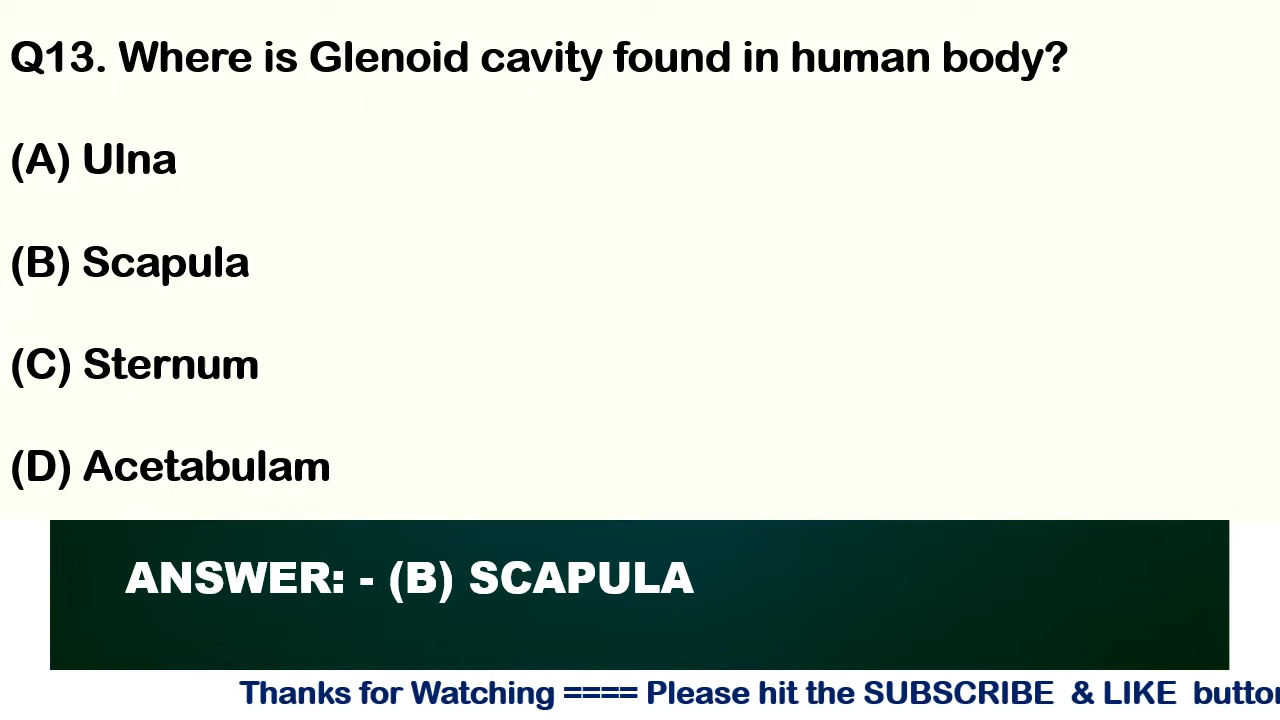 Q13. Where is Glenoid cavity found in human body?
(A) Ulna
(B) Scapula
(C) Sternum
(D) Acetabulam
ANSWER: - (B) SCAPULA
Thanks for Watching ==== Please hit the SUBSCRIBE & LIKE